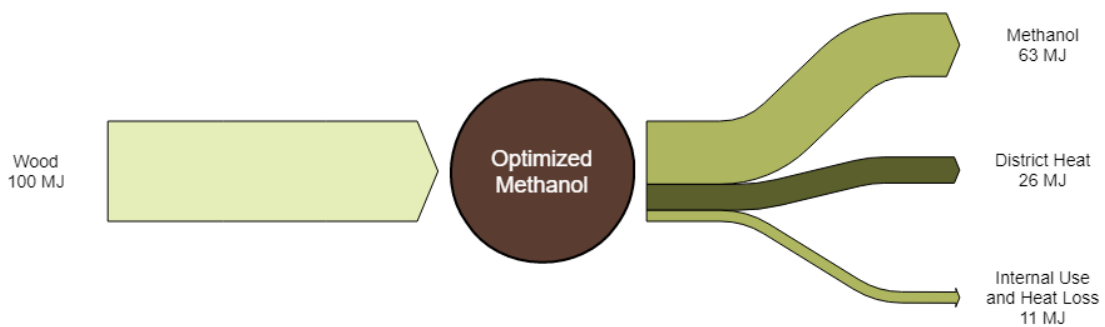 Wood
100 MJ
Optimized
Methanol
Methanol
63 MJ
District Heat
26 MJ
Internal Use
and Heat Loss
11 MJ